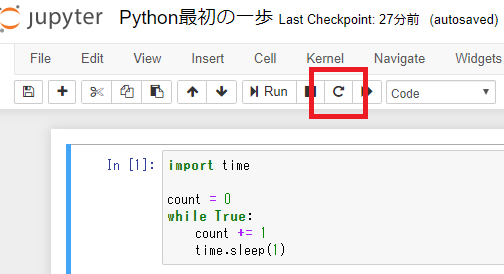 jupyter Python最初の一歩 Last Checkpoint: 27分前 (autosaved)
File Edit View Insert Cell Kernel Navigate Widgets
Run Code
In [1]: import time
count = 0
while True:
    count += 1
    time.sleep(1)